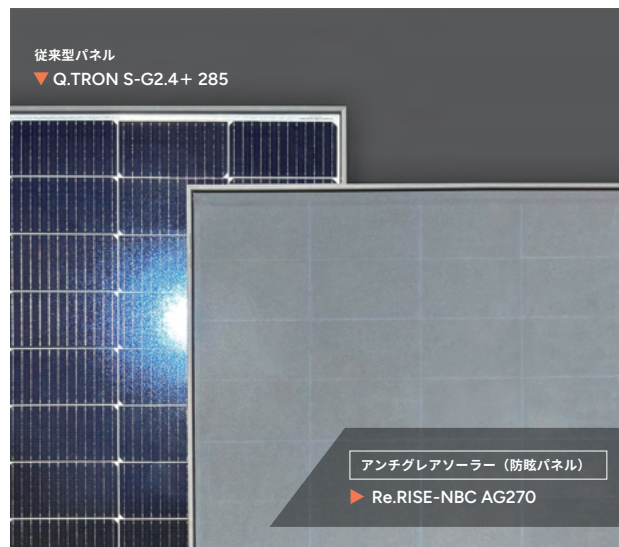 従来型パネル
▼ Q.TRON S-G2.4+ 285
アンチグレアソーラー（防眩パネル）
▶ Re.RISE-NBC AG270